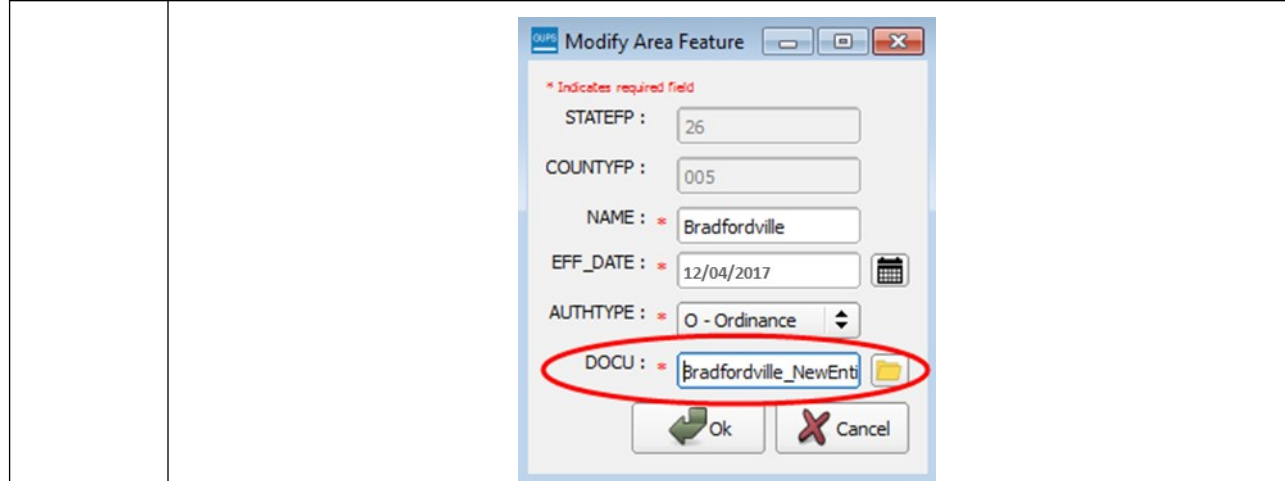 GUPS Modify Area Feature
* Indicates required field
STATEFP : 26
COUNTYFP : 005
NAME : * Bradfordville
EFF_DATE : * 12/04/2017
AUTHTYPE : * O - Ordinance
DOCU : * Bradfordville_NewEnti
Ok Cancel